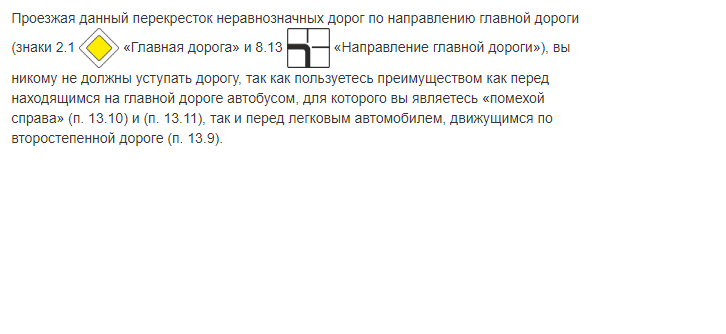 Проезжая данный перекресток неравнозначных дорог по направлению главной дороги
(знаки 2.1 «Главная дорога» и 8.13 «Направление главной дороги»), вы
никому не должны уступать дорогу, так как пользуетесь преимуществом как перед
находящимся на главной дороге автобусом, для которого вы являетесь «помехой
справа» (п. 13.10) и (п. 13.11), так и перед легковым автомобилем, движущимся по
второстепенной дороге (п. 13.9).